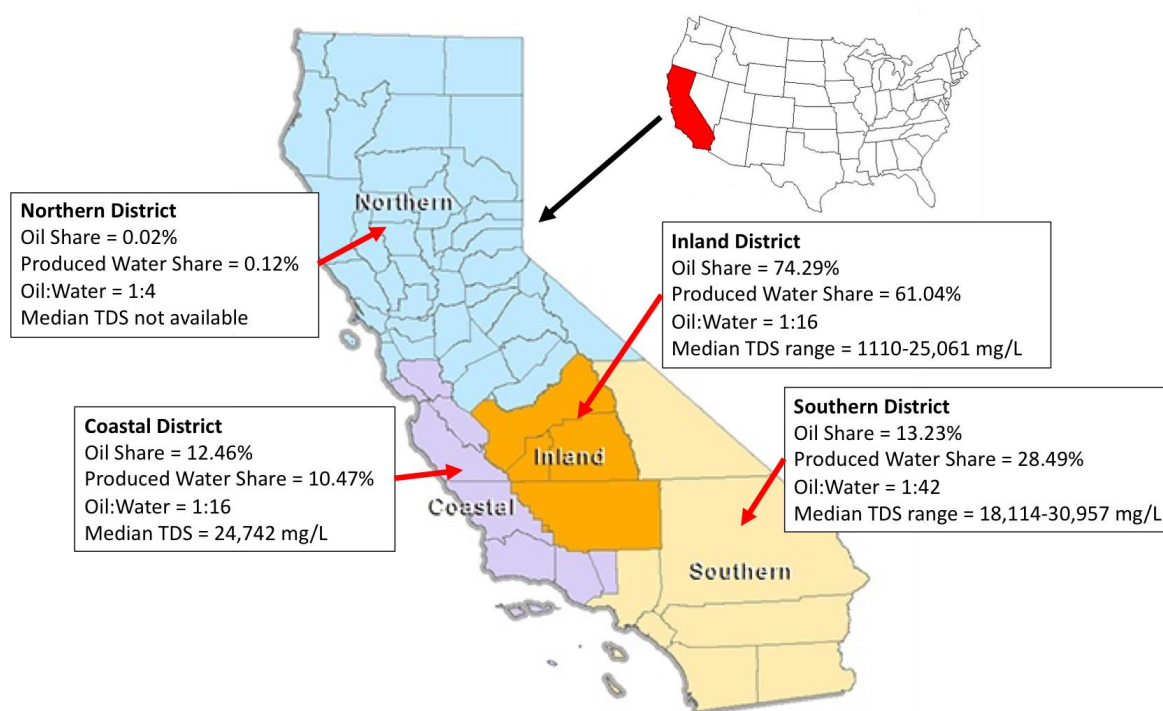 Northern
Northern District
Oil Share = 0.02%
Produced Water Share = 0.12%
Oil:Water = 1:4
Median TDS not available
Inland District
Oil Share = 74.29%
Produced Water Share = 61.04%
Oil:Water = 1:16
Median TDS range = 1110-25,061 mg/L
Coastal District
Oil Share = 12.46%
Produced Water Share = 10.47%
Oil:Water = 1:16
Median TDS = 24,742 mg/L
Inland
Coastal
Southern District
Oil Share = 13.23%
Produced Water Share = 28.49%
Oil:Water = 1:42
Median TDS range = 18,114-30,957 mg/L
Southern